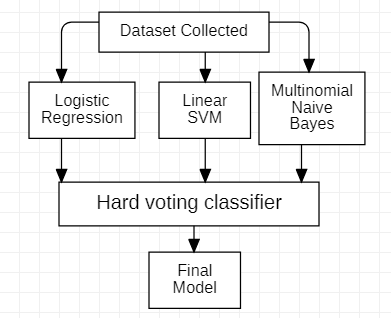 Dataset Collected
Logistic
Regression
Linear
SVM
Multinomial
Naive
Bayes
Hard voting classifier
Final
Model